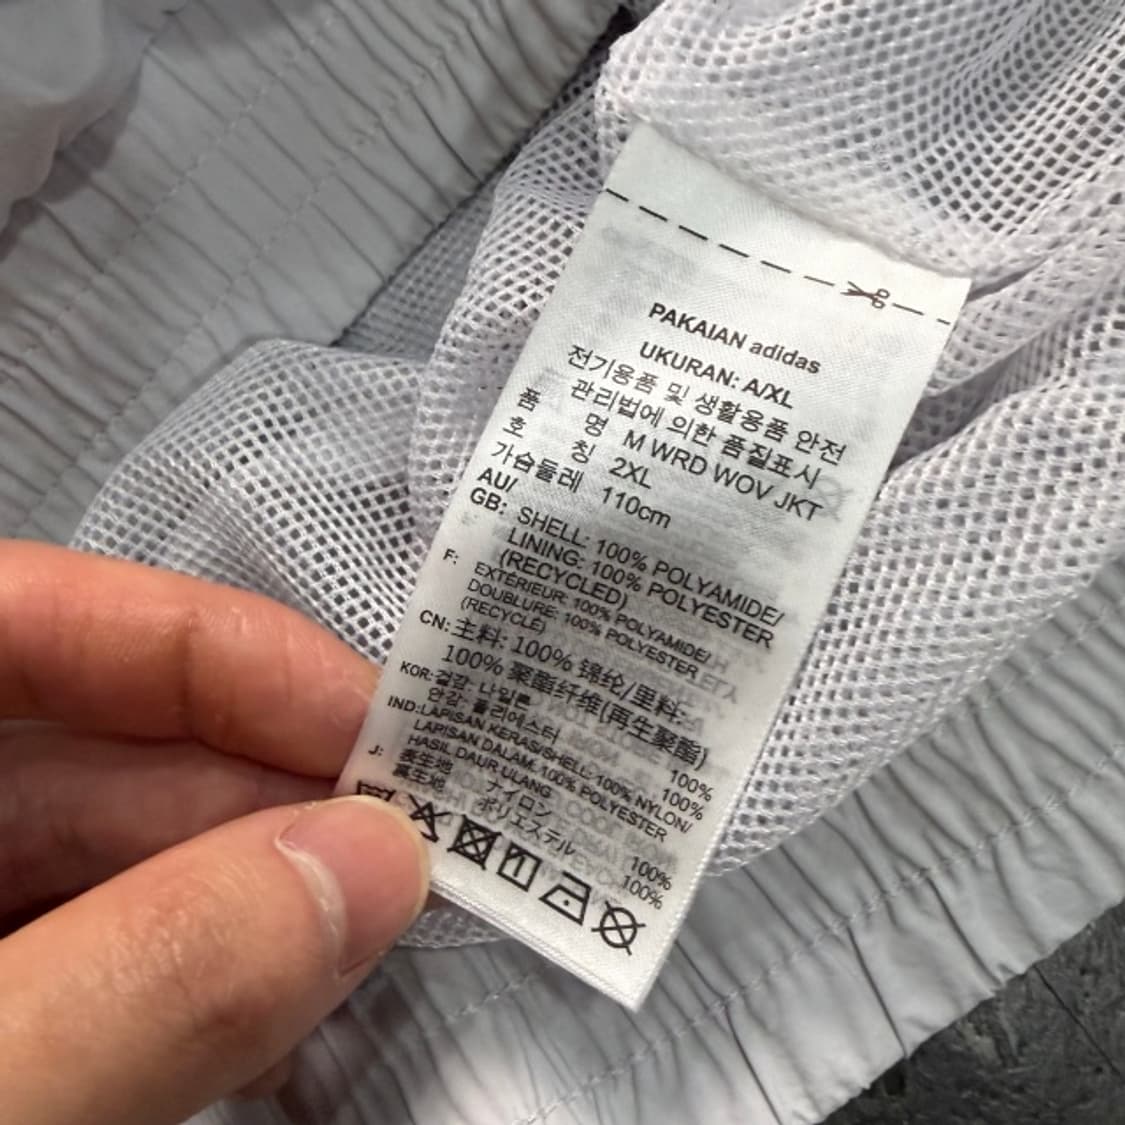 PAKAIAN adidas
UKURAN: A/XL
전기용품 및 생활용품 안전
관리법에 의한 품질표시
품 명 M WRD WOV JKT
호 칭 2XL
가슴둘레 110cm
AU/
GB: SHELL: 100% POLYAMIDE/
LINING: 100% POLYESTER
(RECYCLED)
F: EXTÉRIEUR: 100% POLYAMIDE/
DOUBLURE: 100% POLYESTER
(RECYCLÉ)
CN: 主料: 100% 锦纶/里料:
100% 聚酯纤维(再生聚酯)
KOR: 겉감: 나일론 100%
안감: 폴리에스터 100%
IND: LAPISAN KERAS/SHELL: 100% NYLON/
LAPISAN DALAM: 100% POLYESTER
HASIL DAUR ULANG
J: 表生地 ナイロン 100%
裏生地 ポリエステル 100%